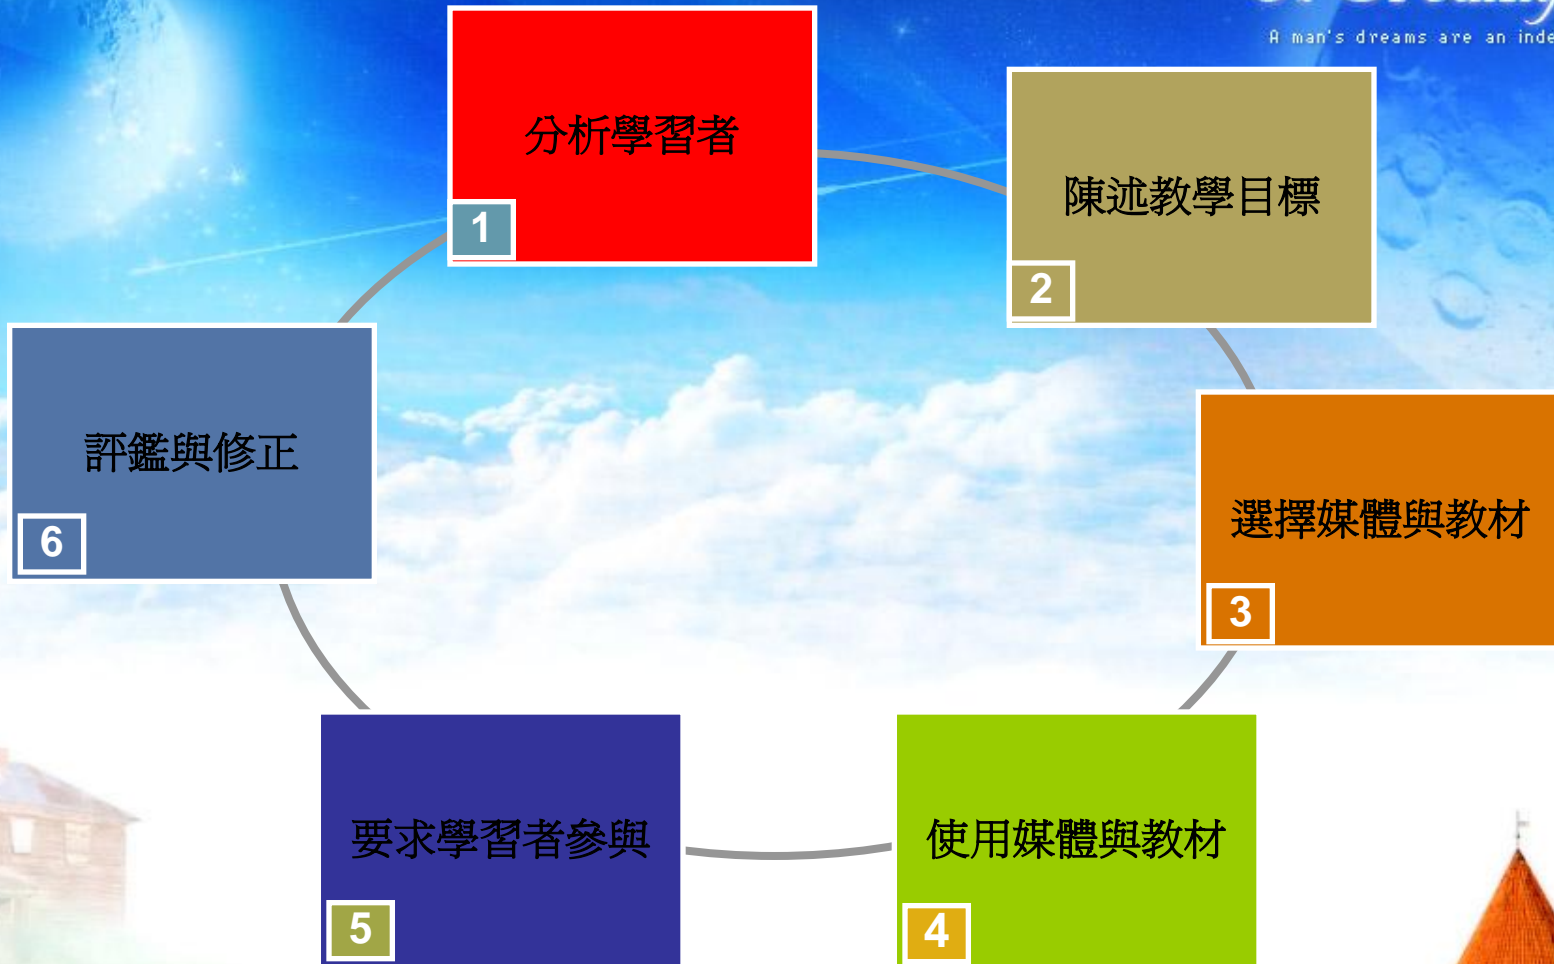 A man's dreams are an inde
分析學習者
1
陳述教學目標
2
選擇媒體與教材
3
使用媒體與教材
4
要求學習者參與
5
評鑑與修正
6